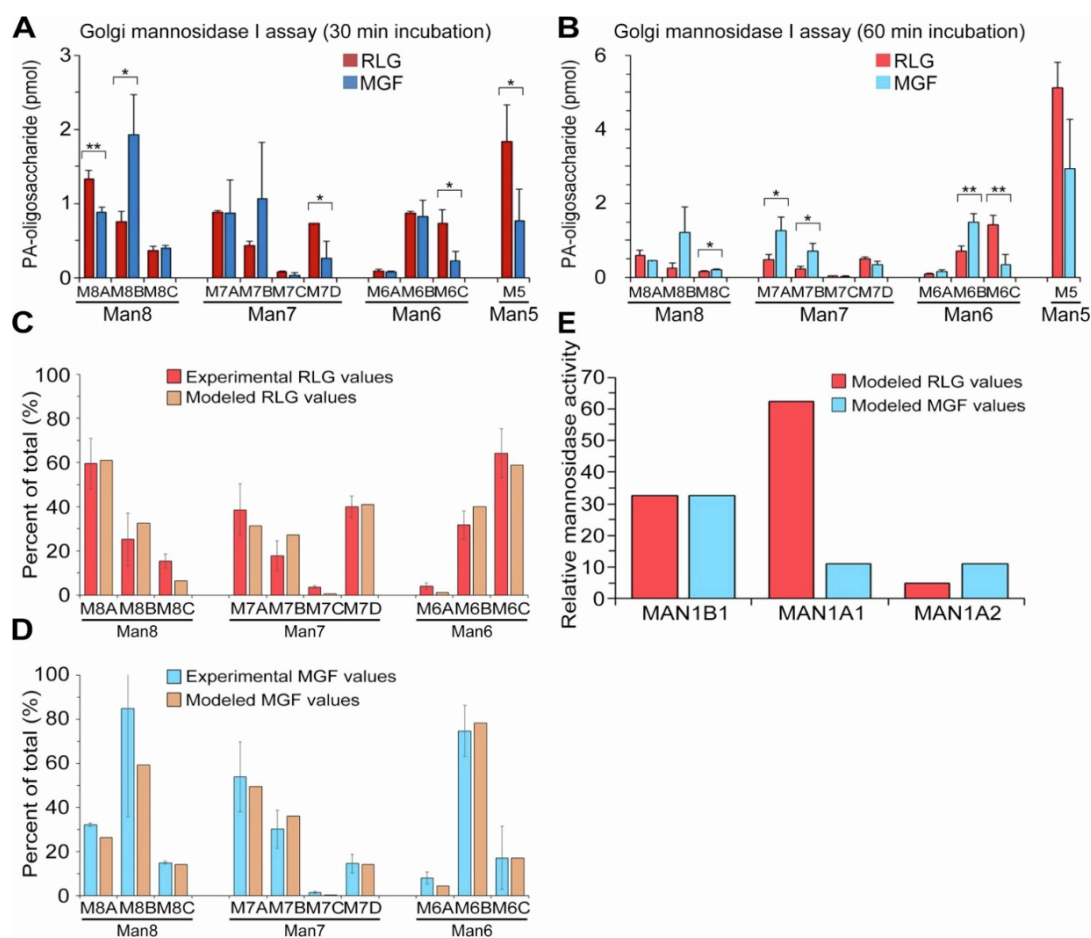 A
Golgi mannosidase I assay (30 min incubation)
PA-oligosaccharide (pmol)
3
2
1
0
RLG
MGF
**
*
*
*
*
M8A M8B M8C
M7A M7B M7C M7D
M6A M6B M6C
M5
Man8
Man7
Man6
Man5
B
Golgi mannosidase I assay (60 min incubation)
PA-oligosaccharide (pmol)
6
5
4
3
2
1
0
RLG
MGF
*
*
*
**
**
M8A M8B M8C
M7A M7B M7C M7D
M6A M6B M6C
M5
Man8
Man7
Man6
Man5
C
Percent of total (%)
100
80
60
40
20
0
Experimental RLG values
Modeled RLG values
M8A M8B M8C
M7A M7B M7C M7D
M6A M6B M6C
Man8
Man7
Man6
E
Relative mannosidase activity
70
60
50
40
30
20
10
0
Modeled RLG values
Modeled MGF values
MAN1B1
MAN1A1
MAN1A2
D
Percent of total (%)
100
80
60
40
20
0
Experimental MGF values
Modeled MGF values
M8A M8B M8C
M7A M7B M7C M7D
M6A M6B M6C
Man8
Man7
Man6